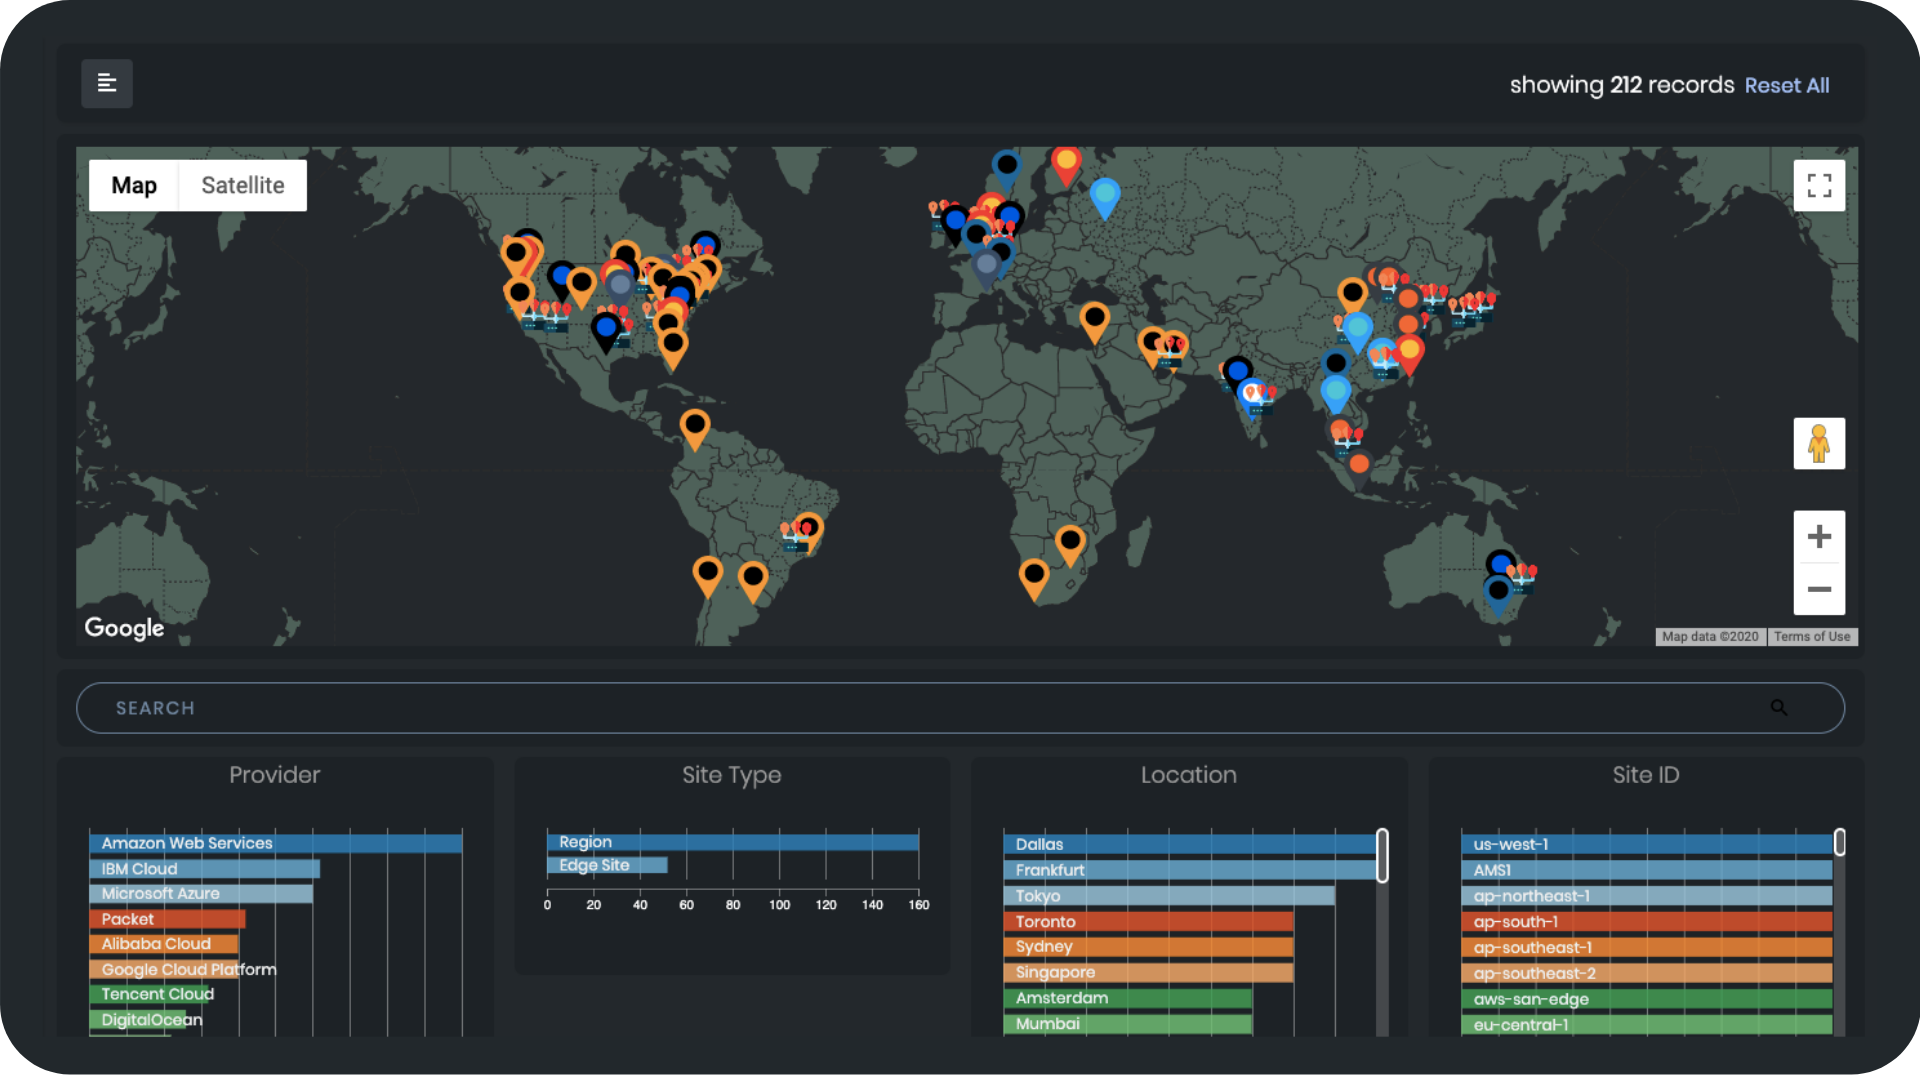 showing 212 records Reset All
Map Satellite
Google
Map data ©2020 Terms of Use
SEARCH
Provider
Amazon Web Services
IBM Cloud
Microsoft Azure
Packet
Alibaba Cloud
Google Cloud Platform
Tencent Cloud
DigitalOcean
Site Type
Region
Edge Site
0 20 40 60 80 100 120 140 160
Location
Dallas
Frankfurt
Tokyo
Toronto
Sydney
Singapore
Amsterdam
Mumbai
Site ID
us-west-1
AMS1
ap-northeast-1
ap-south-1
ap-southeast-1
ap-southeast-2
aws-san-edge
eu-central-1